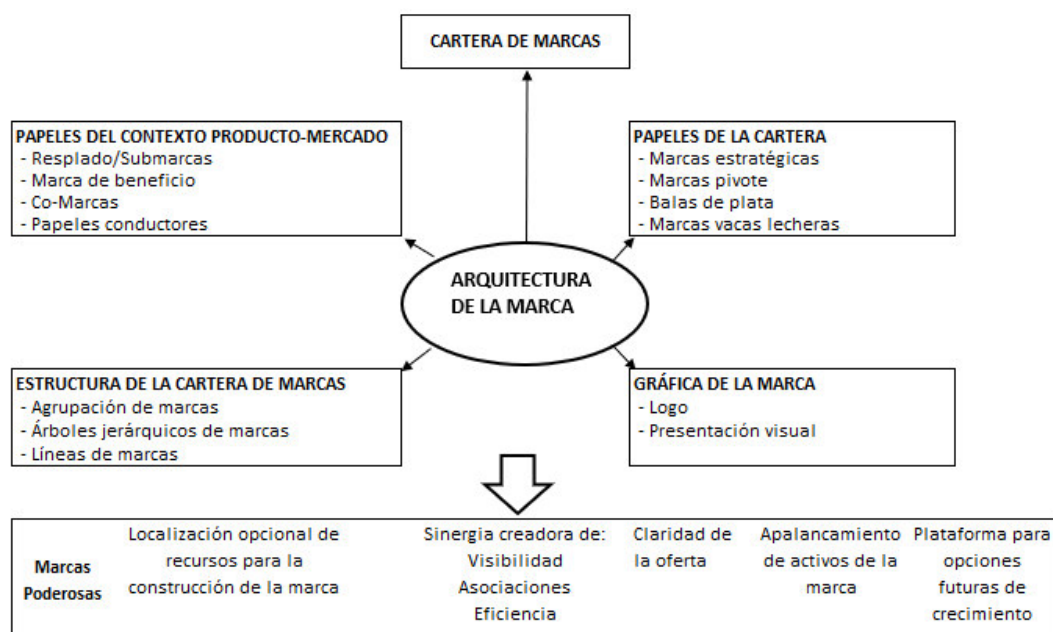 CARTERA DE MARCAS
PAPELES DEL CONTEXTO PRODUCTO-MERCADO
- Resplado/Submarcas
- Marca de beneficio
- Co-Marcas
- Papeles conductores
PAPELES DE LA CARTERA
- Marcas estratégicas
- Marcas pivote
- Balas de plata
- Marcas vacas lecheras
ARQUITECTURA
DE LA MARCA
ESTRUCTURA DE LA CARTERA DE MARCAS
- Agrupación de marcas
- Árboles jerárquicos de marcas
- Líneas de marcas
GRÁFICA DE LA MARCA
- Logo
- Presentación visual
Marcas
Poderosas
Localización opcional de
recursos para la
construcción de la marca
Sinergia creadora de:
Visibilidad
Asociaciones
Eficiencia
Claridad de
la oferta
Apalancamiento
de activos de la
marca
Plataforma para
opciones
futuras de
crecimiento